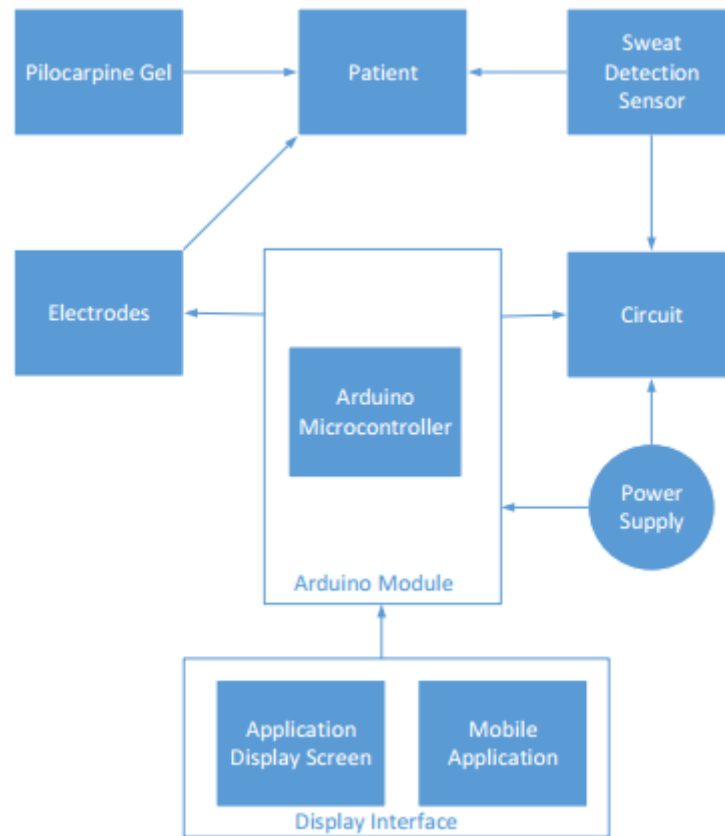 Pilocarpine Gel
Patient
Sweat
Detection
Sensor
Electrodes
Circuit
Arduino
Microcontroller
Power
Supply
Arduino Module
Application
Display Screen
Mobile
Application
Display Interface